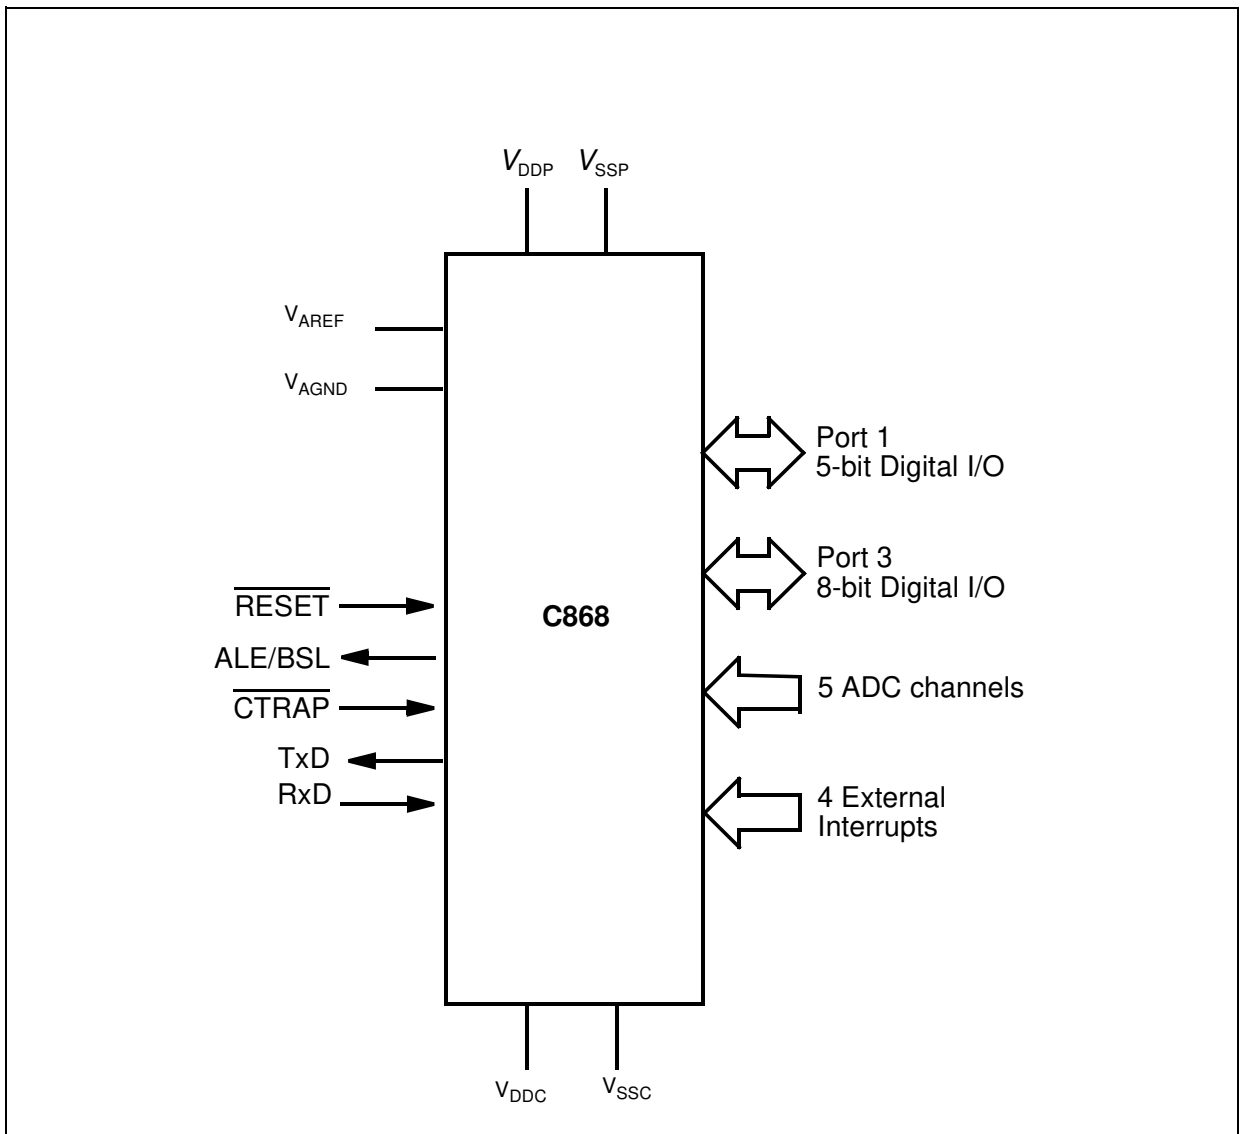 VDDP VSSP
VAREF
VAGND
Port 1
5-bit Digital I/O
Port 3
8-bit Digital I/O
RESET
C868
ALE/BSL
5 ADC channels
CTRAP
TxD
RxD
4 External
Interrupts
VDDC VSSC